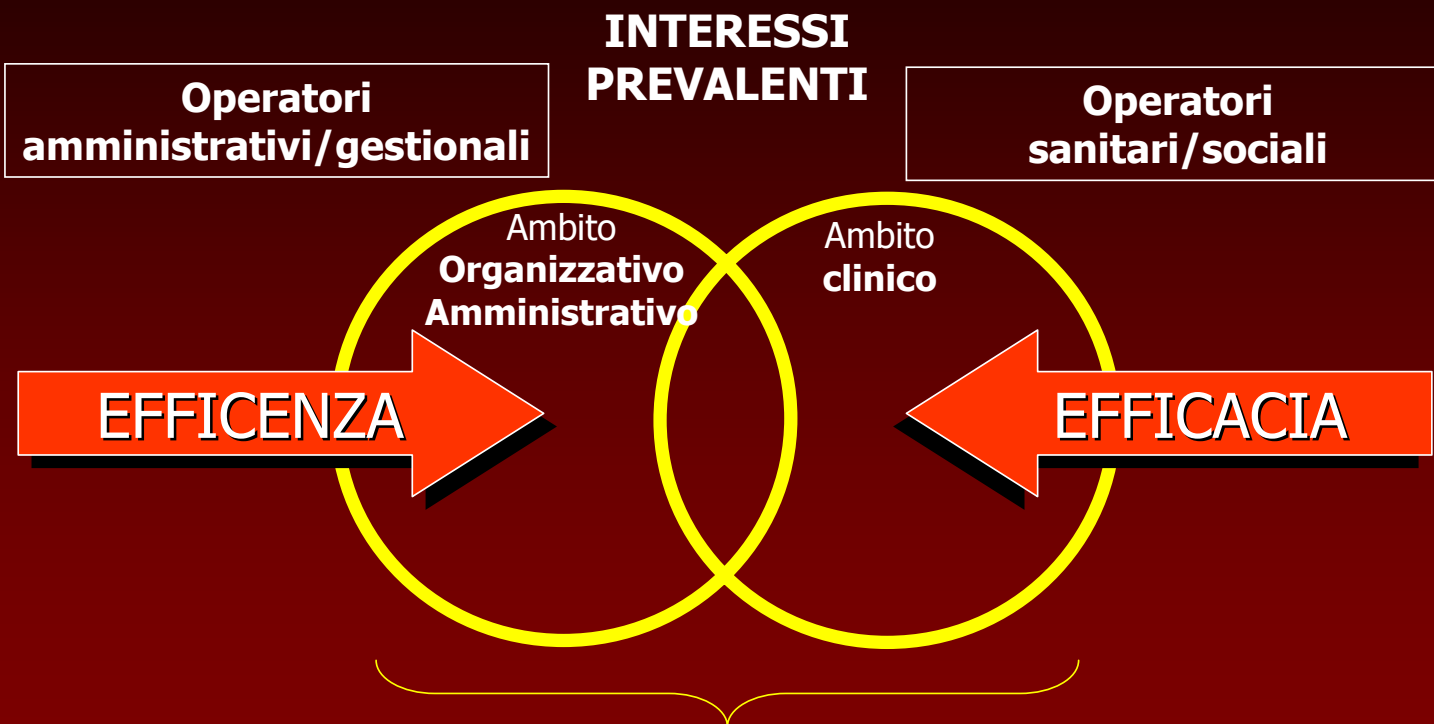 INTERESSI
PREVALENTI
Operatori
amministrativi/gestionali
Operatori
sanitari/sociali
Ambito
Organizzativo
Amministrativo
Ambito
clinico
EFFICENZA
EFFICACIA